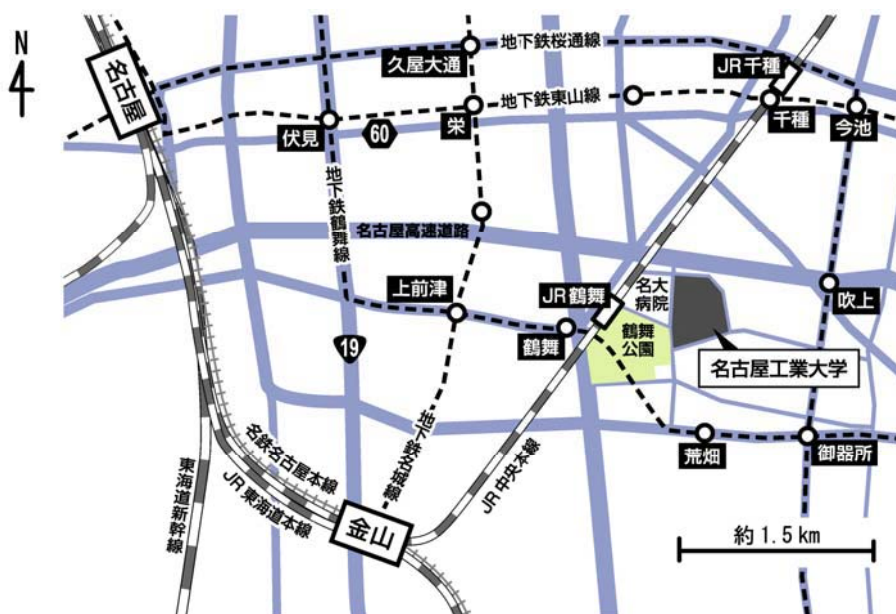 N
名古屋
久屋大通
地下鉄桜通線
JR千種
地下鉄東山線
伏見
60
栄
千種
今池
地下鉄鶴舞線
名古屋高速道路
上前津
JR鶴舞
名大
病院
吹上
19
鶴舞
鶴舞
公園
名古屋工業大学
地下鉄名城線
荒畑
御器所
名鉄名古屋本線
JR東海道本線
東海道新幹線
JR中央本線
金山
約1.5km